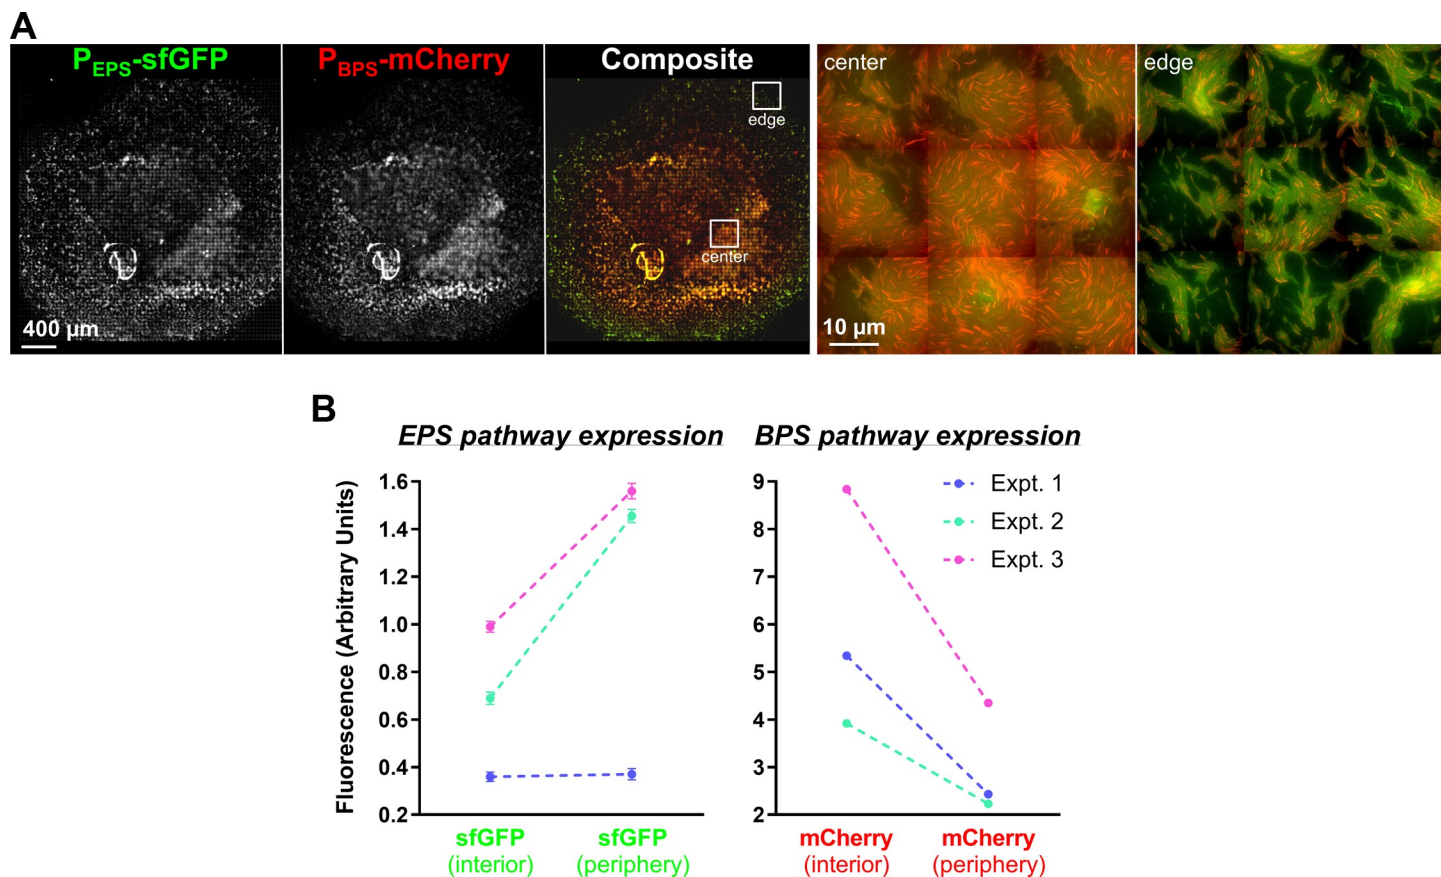 A
P_EPS-sfGFP
P_BPS-mCherry
Composite
center
edge
edge
center
400 µm
10 µm
B
EPS pathway expression
BPS pathway expression
Fluorescence (Arbitrary Units)
1.6
1.4
1.2
1.0
0.8
0.6
0.4
0.2
9
8
7
6
5
4
3
2
Expt. 1
Expt. 2
Expt. 3
sfGFP
(interior)
sfGFP
(periphery)
mCherry
(interior)
mCherry
(periphery)